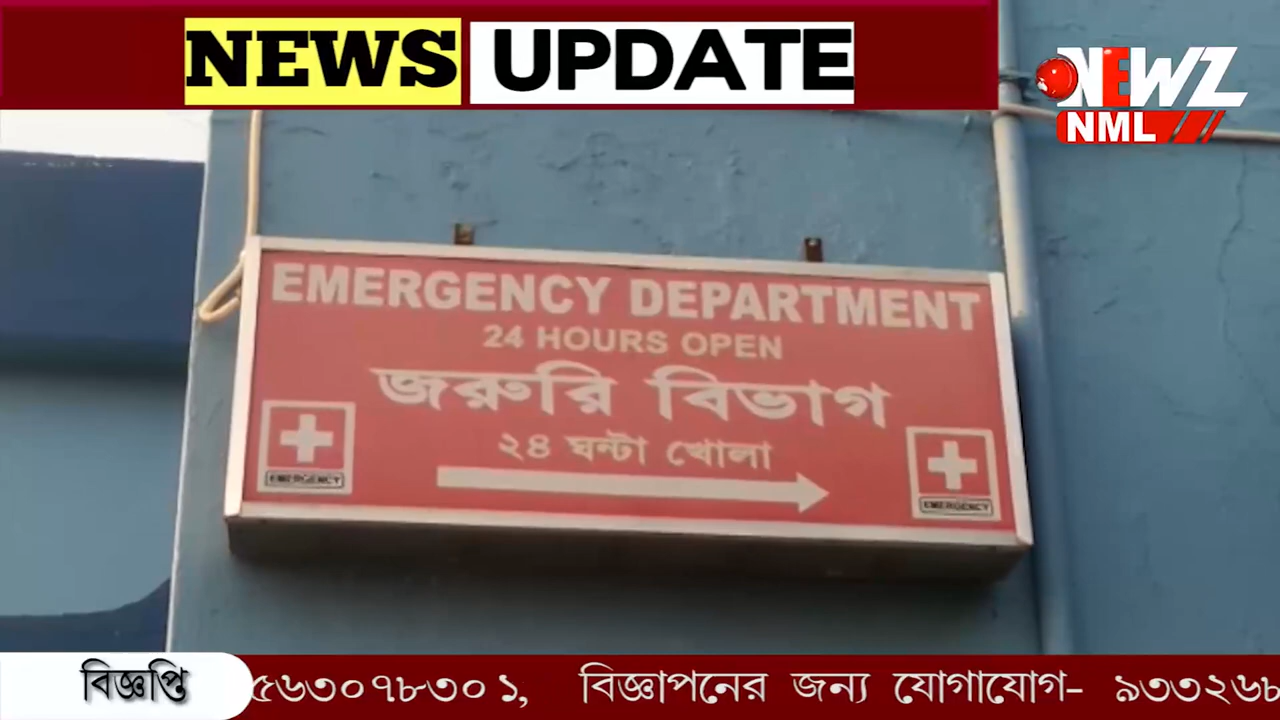 NEWS UPDATE
NEWZ
NML
EMERGENCY DEPARTMENT
24 HOURS OPEN
জরুরি বিভাগ
২৪ ঘন্টা খোলা
EMERGENCY
EMERGENCY
বিজ্ঞপ্তি ৫৬৩০৭৮৩০১, বিজ্ঞাপনের জন্য যোগাযোগ- ৯৩৩২৬৮